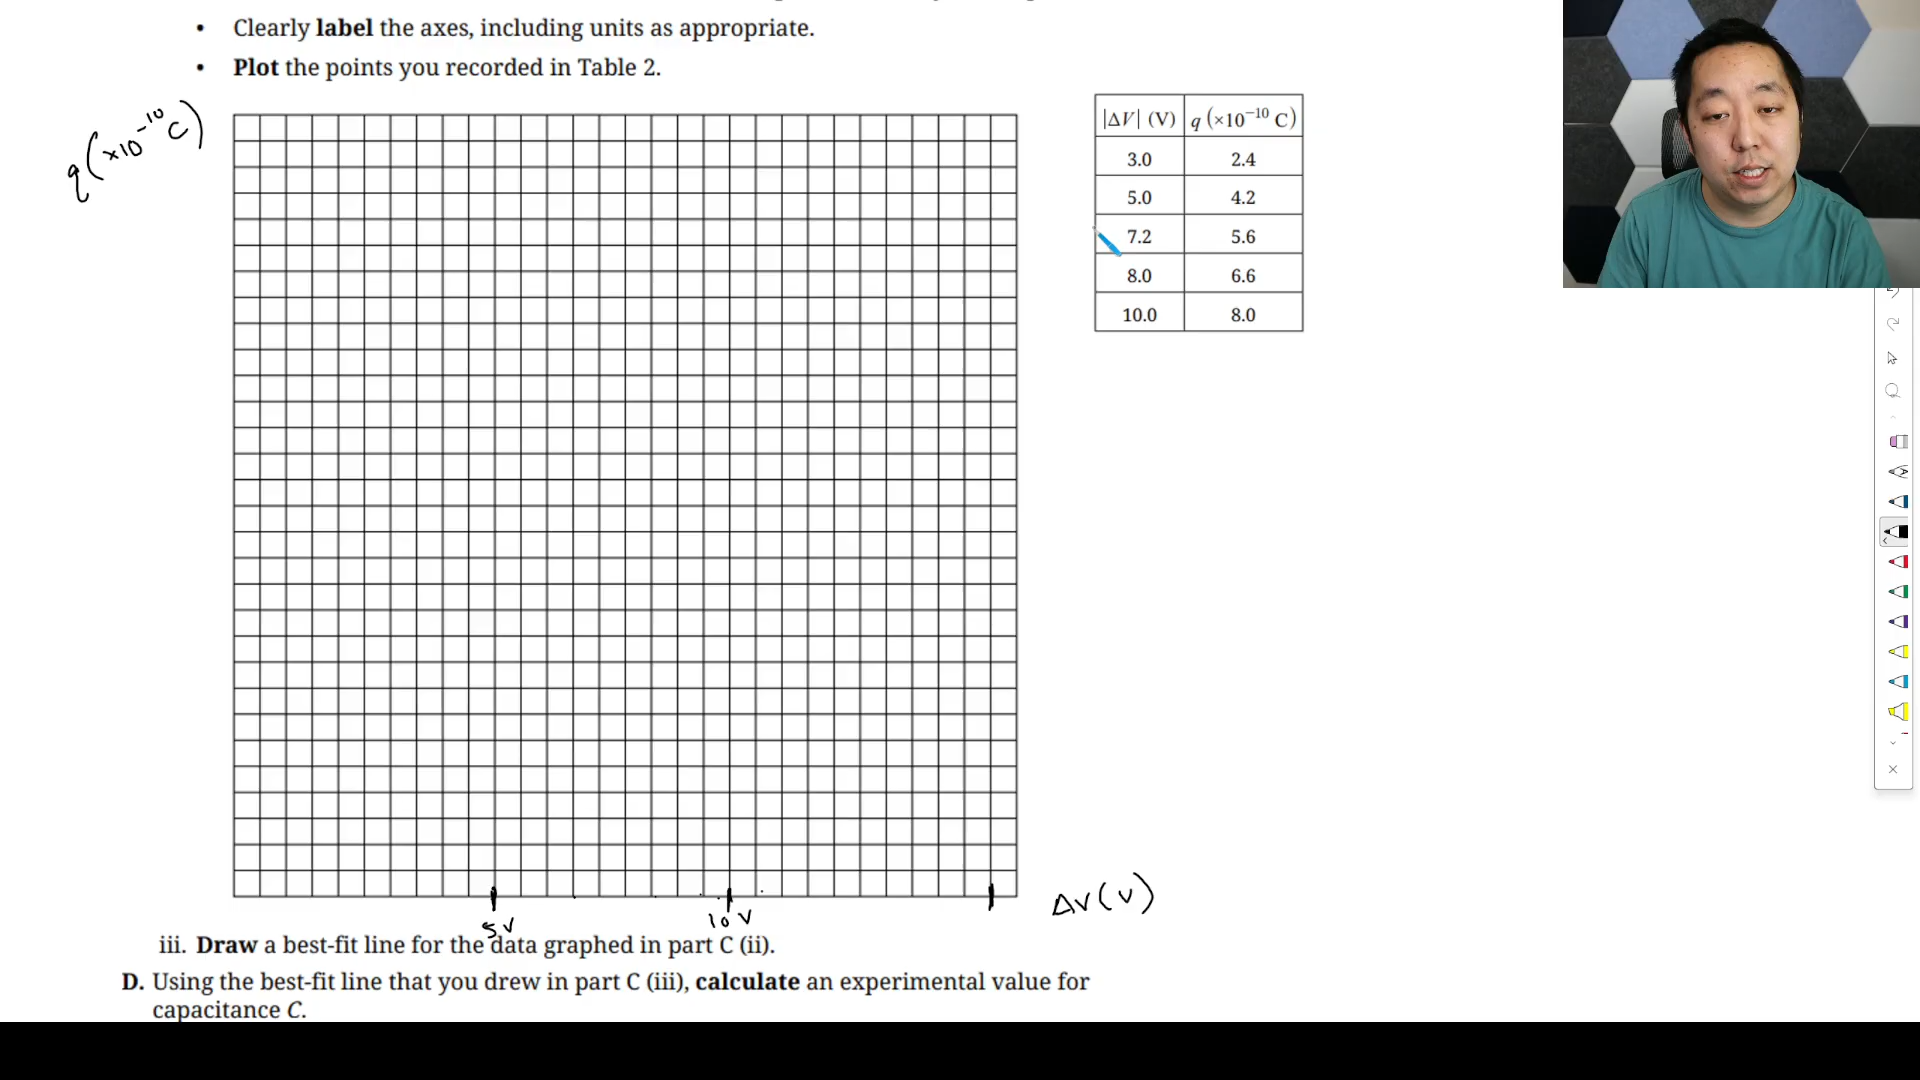 • Clearly label the axes, including units as appropriate.
• Plot the points you recorded in Table 2.
q (×10⁻¹⁰ C)
|ΔV| (V) q (×10⁻¹⁰ C)
3.0 2.4
5.0 4.2
7.2 5.6
8.0 6.6
10.0 8.0
ΔV (V)
5 V 10 V
iii. Draw a best-fit line for the data graphed in part C (ii).
D. Using the best-fit line that you drew in part C (iii), calculate an experimental value for
capacitance C.